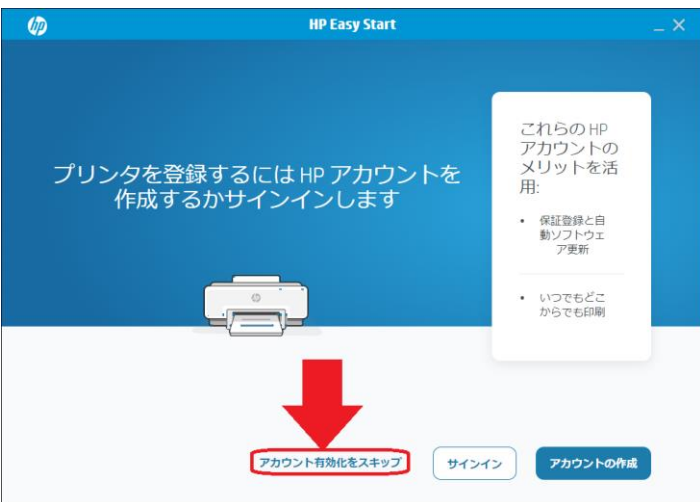 hp
HP Easy Start
プリンタを登録するには HP アカウントを
作成するかサインインします
これらの HP
アカウントの
メリットを活
用:
• 保証登録と自
動ソフトウェ
ア更新
• いつでもどこ
からでも印刷
アカウント有効化をスキップ
サインイン
アカウントの作成